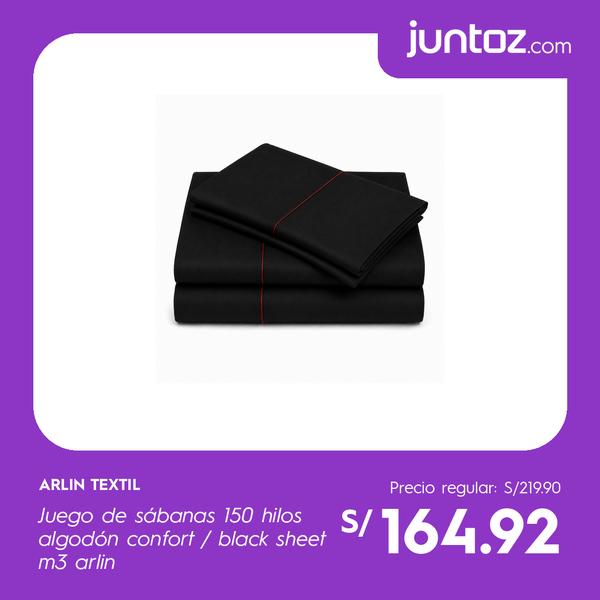 juntoz.com
ARLIN TEXTIL
Juego de sábanas 150 hilos
algodón confort / black sheet
m3 arlin
Precio regular: S/219.90
S/164.92